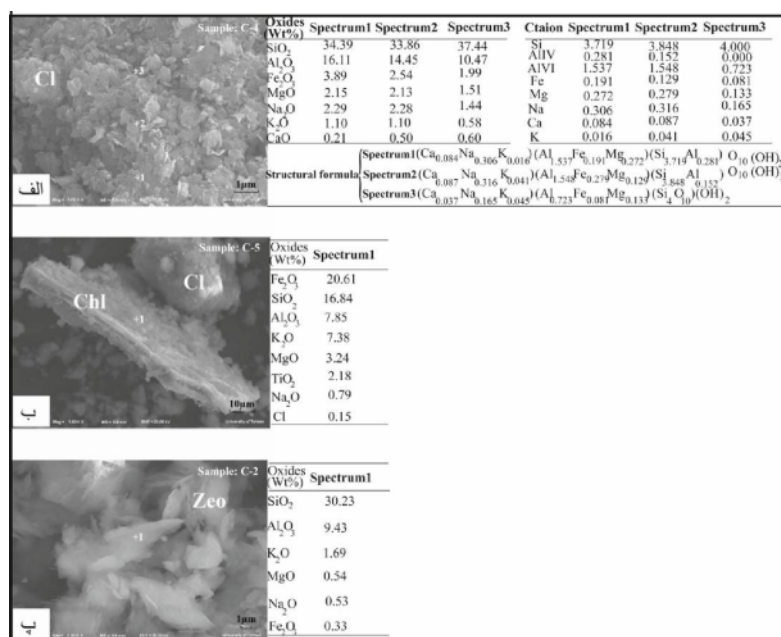 Sample: C-4
Cl
+3
+2
+1
1μm
الف
Oxides (Wt%) Spectrum1 Spectrum2 Spectrum3
SiO2 34.39 33.86 37.44
Al2O3 16.11 14.45 10.47
Fe2O3 3.89 2.54 1.99
MgO 2.15 2.13 1.51
Na2O 2.29 2.28 1.44
K2O 1.10 1.10 0.58
CaO 0.21 0.50 0.60
Ctaion Spectrum1 Spectrum2 Spectrum3
Si 3.719 3.848 4.000
AlIV 0.281 0.152 0.000
AlVI 1.537 1.548 0.723
Fe 0.191 0.129 0.081
Mg 0.272 0.279 0.133
Na 0.306 0.316 0.165
Ca 0.084 0.087 0.037
K 0.016 0.041 0.045
Structural formula
Spectrum1(Ca0.084Na0.306K0.016)(Al1.537Fe0.191Mg0.272)(Si3.719Al0.281) O10 (OH)2
Spectrum2(Ca0.087Na0.316K0.041)(Al1.548Fe0.279Mg0.129)(Si3.848Al0.152) O10 (OH)2
Spectrum3(Ca0.037Na0.165K0.045)(Al0.723Fe0.081Mg0.133)(Si4O10)(OH)2
Sample: C-5
Cl
Chl
+1
10μm
ب
Oxides (Wt%) Spectrum1
Fe2O3 20.61
SiO2 16.84
Al2O3 7.85
K2O 7.38
MgO 3.24
TiO2 2.18
Na2O 0.79
Cl 0.15
Sample: C-2
Zeo
+1
1μm
Oxides (Wt%) Spectrum1
SiO2 30.23
Al2O3 9.43
K2O 1.69
MgO 0.54
Na2O 0.53
Fe2O3 0.33